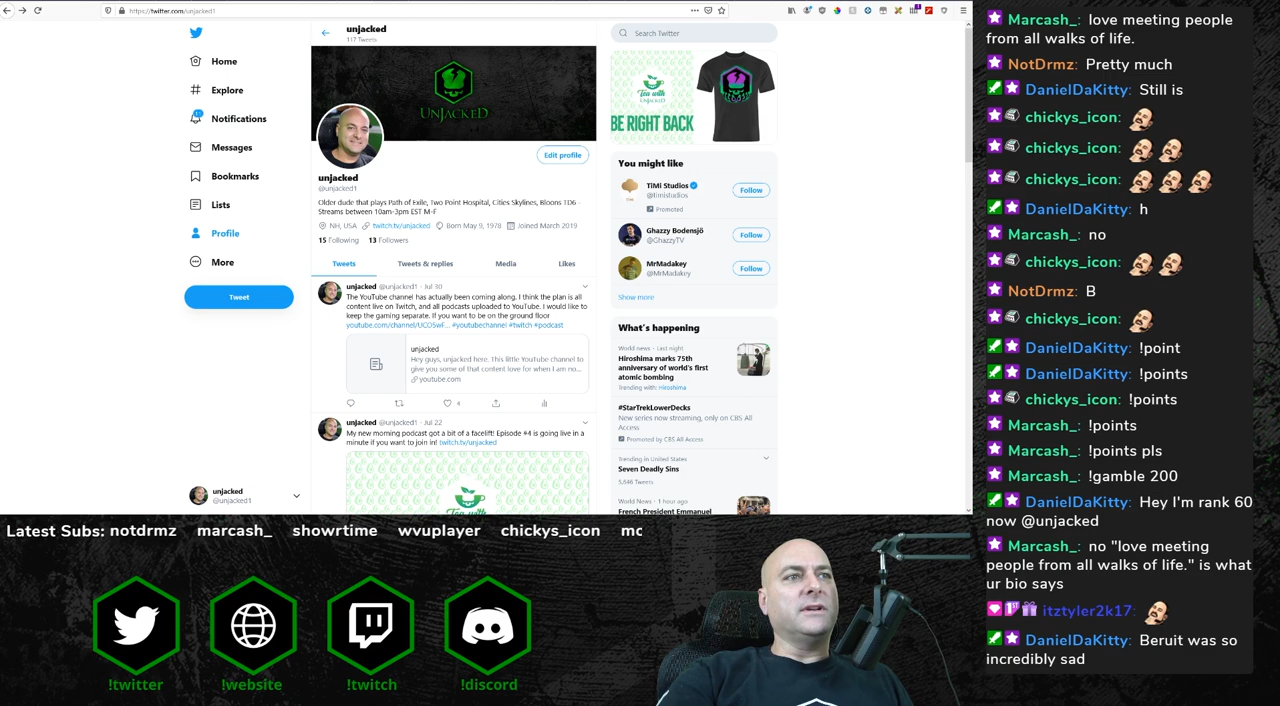 https://twitter.com/unjacked1
unjacked
117 Tweets
Home
Explore
Notifications
Messages
Bookmarks
Lists
Profile
More
Tweet
unjacked
@unjacked1
UNJACKED
Edit profile
unjacked
@unjacked1
Older dude that plays Path of Exile, Two Point Hospital, Cities Skylines, Bloons TD6 -
Streams between 10am-3pm EST M-F
NH, USA twitch.tv/unjacked Born May 9, 1978 Joined March 2019
15 Following 13 Followers
Tweets Tweets & replies Media Likes
unjacked @unjacked1 · Jul 30
The YouTube channel has actually been coming along. I think the plan is all
content live on Twitch, and all podcasts uploaded to YouTube. I would like to
keep the gaming separate. If you want to be on the ground floor
#youtubechannel #twitch #podcast
unjacked
Hey guys, unjacked here. This little YouTube channel to
give you some of that content love for when I am no...
youtube.com
4
unjacked @unjacked1 · Jul 22
My new morning podcast got a bit of a facelift! Episode #4 is going live in a
minute if you want to join in! twitch.tv/unjacked
Search Twitter
Tea with
UNJACKED
BE RIGHT BACK
You might like
TiMi Studios
@timistudios
Promoted
Follow
Ghazzy Bodensjö
@GhazzyTV
Follow
MrMadakey
@MrMadakey
Follow
Show more
What's happening
World news · Last night
Hiroshima marks 75th
anniversary of world's first
atomic bombing
Trending with: Hiroshima
#StarTrekLowerDecks
New series now streaming, only on CBS All
Access
Promoted by CBS All Access
Trending in United States
Seven Deadly Sins
5,646 Tweets
World News · 1 hour ago
French President Emmanuel
Marcash_: love meeting people
from all walks of life.
NotDrmz: Pretty much
DanielDaKitty: Still is
chickys_icon:
chickys_icon:
chickys_icon:
DanielDaKitty: h
Marcash_: no
chickys_icon:
NotDrmz: B
chickys_icon:
DanielDaKitty: !point
DanielDaKitty: !points
chickys_icon: !points
Marcash_: !points
Marcash_: !points pls
Marcash_: !gamble 200
DanielDaKitty: Hey I'm rank 60
now @unjacked
Marcash_: no "love meeting
people from all walks of life." is what
ur bio says
itztyler2k17:
DanielDaKitty: Beruit was so
incredibly sad
Latest Subs: notdrmz marcash_ showrtime wvuplayer chickys_icon mc
!twitter !website !twitch !discord